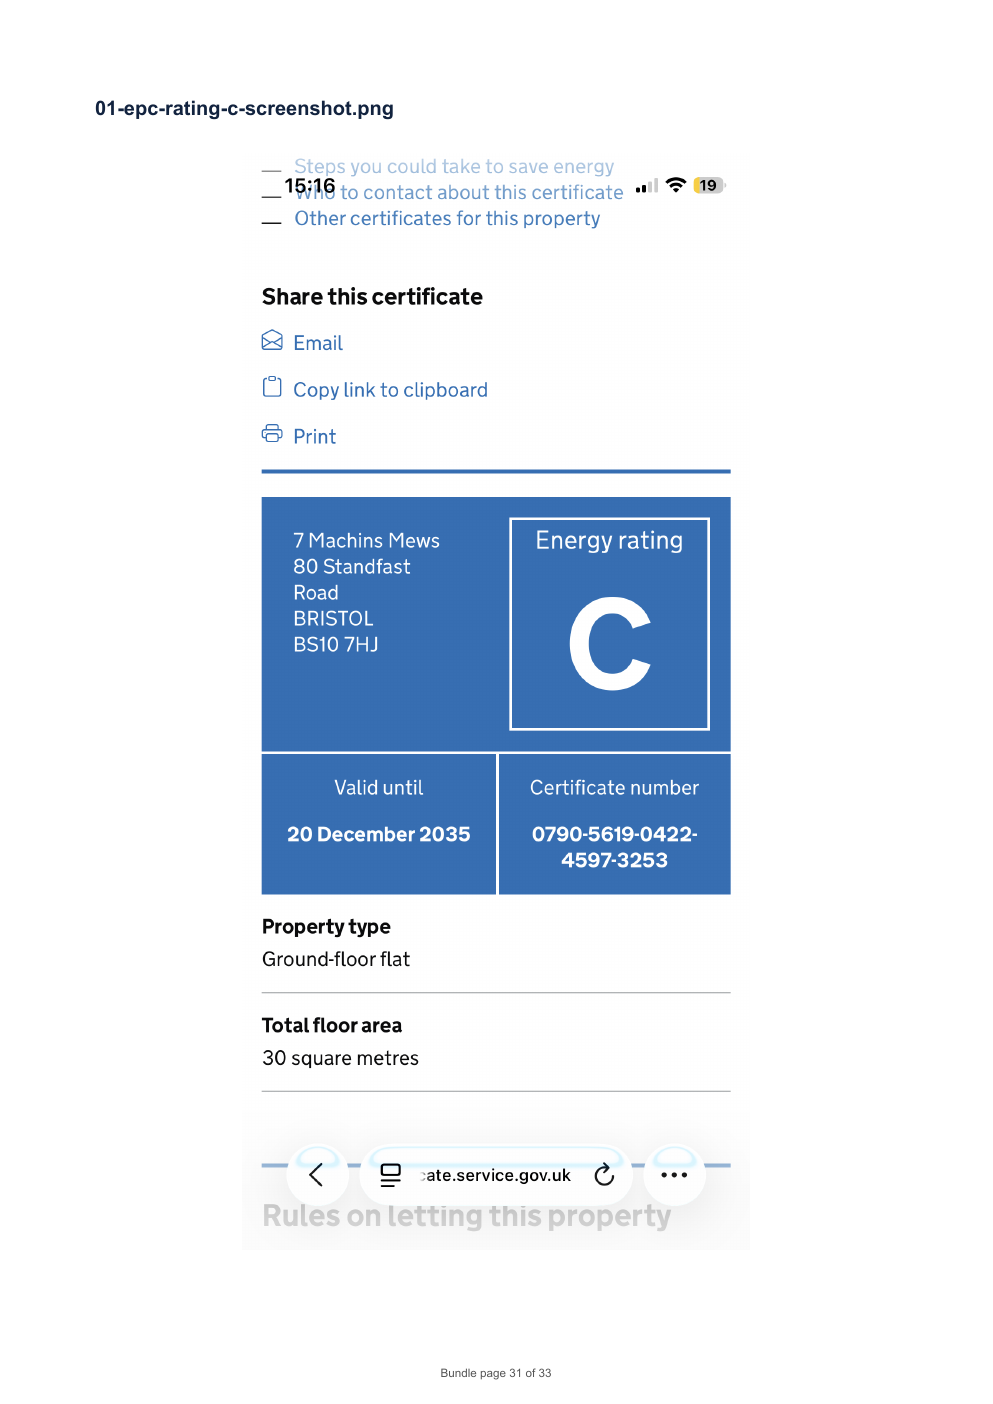 01-epc-rating-c-screenshot.png
Steps you could take to save energy
15:16
Who to contact about this certificate
19
Other certificates for this property
Share this certificate
Email
Copy link to clipboard
Print
7 Machins Mews
80 Standfast
Road
BRISTOL
BS10 7HJ
Energy rating
C
Valid until
20 December 2035
Certificate number
0790-5619-0422-
4597-3253
Property type
Ground-floor flat
Total floor area
30 square metres
cate.service.gov.uk
Rules on letting this property
Bundle page 31 of 33